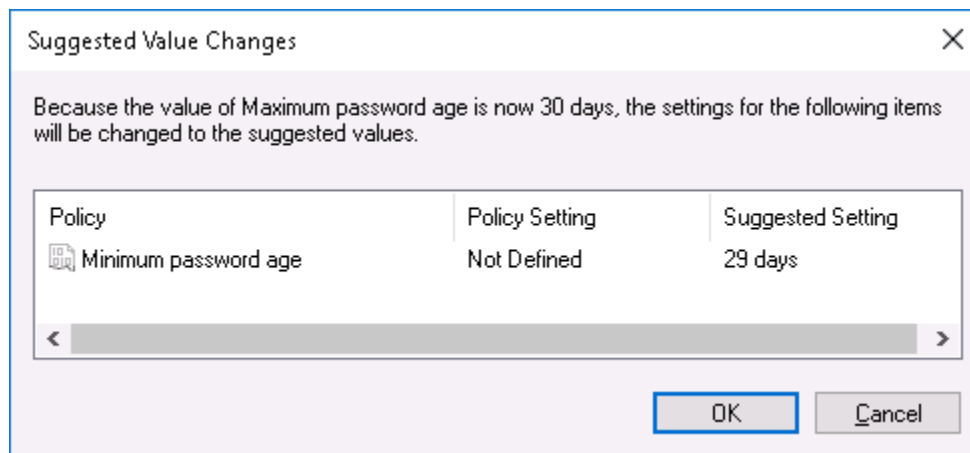 Suggested Value Changes
Because the value of Maximum password age is now 30 days, the settings for the following items
will be changed to the suggested values.
Policy Policy Setting Suggested Setting
Minimum password age Not Defined 29 days
OK Cancel